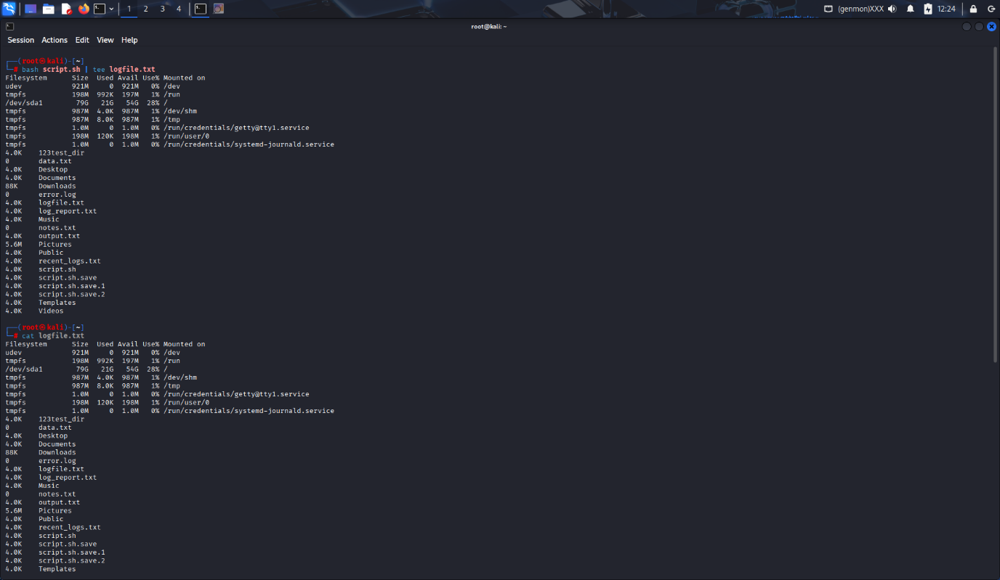 1 2 3 4 (genmon)XXX 12:24
root@kali: ~
Session Actions Edit View Help
┌──(root㉿kali)-[~]
└─# bash script.sh | tee logfile.txt
Filesystem      Size  Used Avail Use% Mounted on
udev            921M     0  921M   0% /dev
tmpfs           198M  992K  197M   1% /run
/dev/sda1        79G   21G   54G  28% /
tmpfs           987M  4.0K  987M   1% /dev/shm
tmpfs           987M  8.0K  987M   1% /tmp
tmpfs           1.0M     0  1.0M   0% /run/credentials/getty@tty1.service
tmpfs           198M  120K  198M   1% /run/user/0
tmpfs           1.0M     0  1.0M   0% /run/credentials/systemd-journald.service
4.0K    123test_dir
0       data.txt
4.0K    Desktop
4.0K    Documents
88K     Downloads
0       error.log
4.0K    logfile.txt
4.0K    log_report.txt
4.0K    Music
0       notes.txt
4.0K    output.txt
5.6M    Pictures
4.0K    Public
4.0K    recent_logs.txt
4.0K    script.sh
4.0K    script.sh.save
4.0K    script.sh.save.1
4.0K    script.sh.save.2
4.0K    Templates
4.0K    Videos
┌──(root㉿kali)-[~]
└─# cat logfile.txt
Filesystem      Size  Used Avail Use% Mounted on
udev            921M     0  921M   0% /dev
tmpfs           198M  992K  197M   1% /run
/dev/sda1        79G   21G   54G  28% /
tmpfs           987M  4.0K  987M   1% /dev/shm
tmpfs           987M  8.0K  987M   1% /tmp
tmpfs           1.0M     0  1.0M   0% /run/credentials/getty@tty1.service
tmpfs           198M  120K  198M   1% /run/user/0
tmpfs           1.0M     0  1.0M   0% /run/credentials/systemd-journald.service
4.0K    123test_dir
0       data.txt
4.0K    Desktop
4.0K    Documents
88K     Downloads
0       error.log
4.0K    logfile.txt
4.0K    log_report.txt
4.0K    Music
0       notes.txt
4.0K    output.txt
5.6M    Pictures
4.0K    Public
4.0K    recent_logs.txt
4.0K    script.sh
4.0K    script.sh.save
4.0K    script.sh.save.1
4.0K    script.sh.save.2
4.0K    Templates